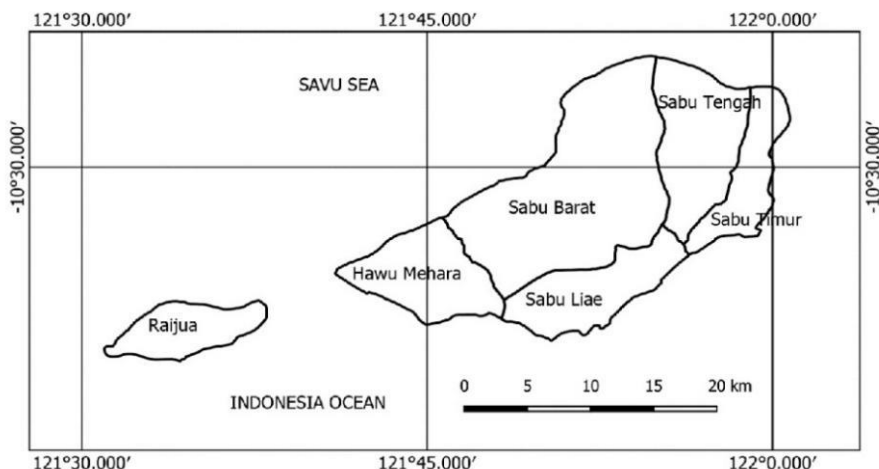 121°30.000′ 121°45.000′ 122°0.000′
SAVU SEA
Sabu Tengah
-10°30.000′ -10°30.000′
Sabu Barat
Sabu Timur
Hawu Mehara
Sabu Liae
Raijua
0 5 10 15 20 km
INDONESIA OCEAN
121°30.000′ 121°45.000′ 122°0.000′